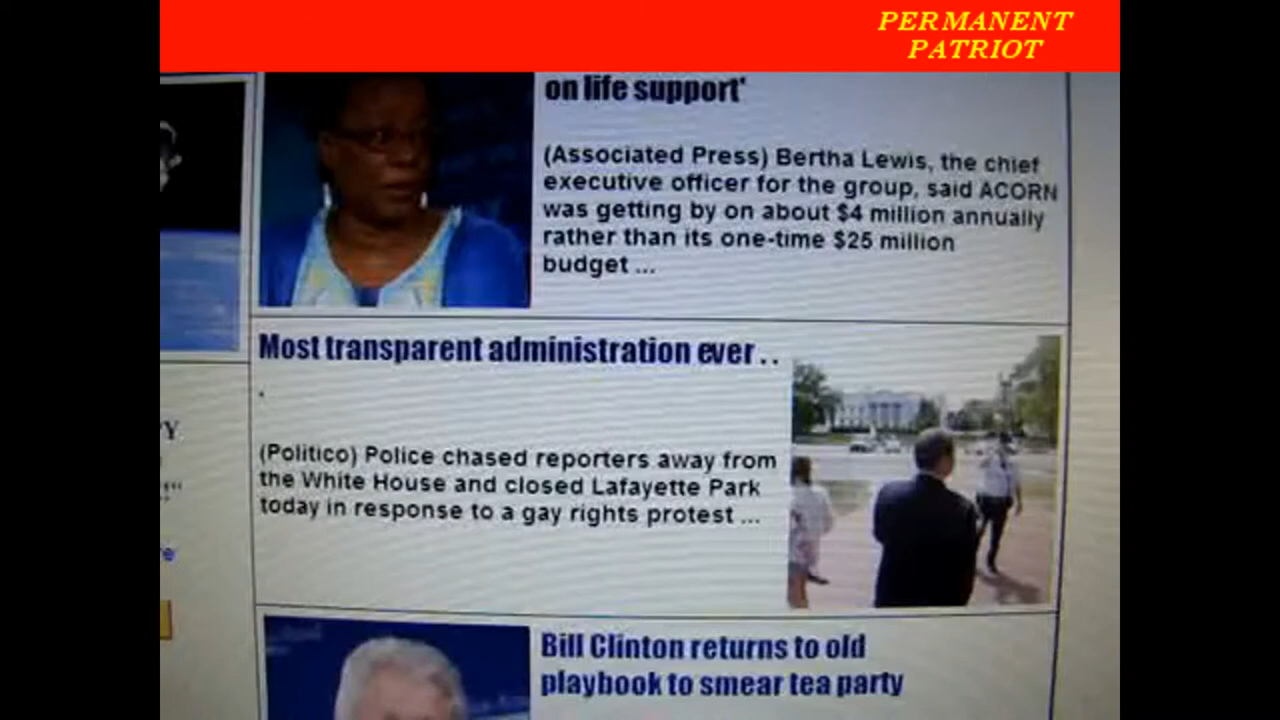 PERMANENT
PATRIOT
on life support'
(Associated Press) Bertha Lewis, the chief
executive officer for the group, said ACORN
was getting by on about $4 million annually
rather than its one-time $25 million
budget ...
Most transparent administration ever . .
.
(Politico) Police chased reporters away from
the White House and closed Lafayette Park
today in response to a gay rights protest ...
Y
!"
Bill Clinton returns to old
playbook to smear tea party